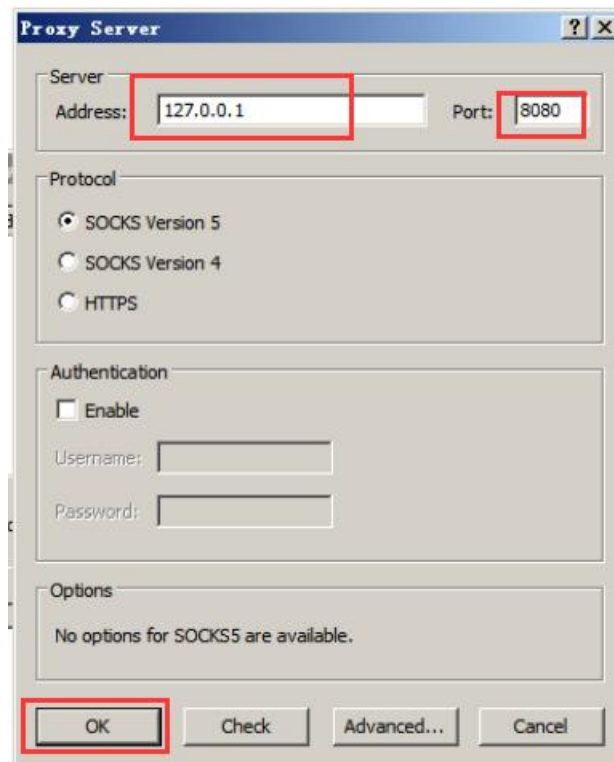 Proxy Server
Server
Address: 127.0.0.1 Port: 8080
Protocol
SOCKS Version 5
SOCKS Version 4
HTTPS
Authentication
Enable
Username:
Password:
Options
No options for SOCKS5 are available.
OK Check Advanced... Cancel